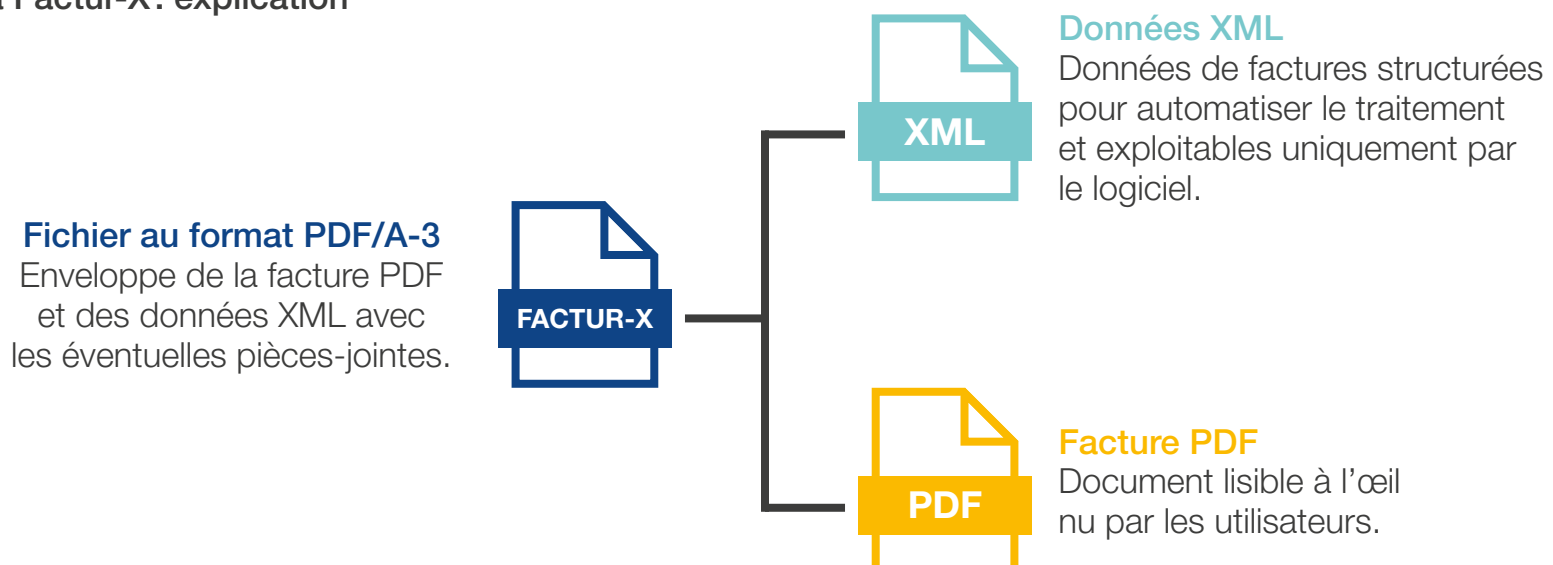 Factur-X : explication
Données XML
Données de factures structurées
pour automatiser le traitement
et exploitables uniquement par
le logiciel.
XML
Fichier au format PDF/A-3
Enveloppe de la facture PDF
et des données XML avec
les éventuelles pièces-jointes.
FACTUR-X
Facture PDF
Document lisible à l’œil
nu par les utilisateurs.
PDF